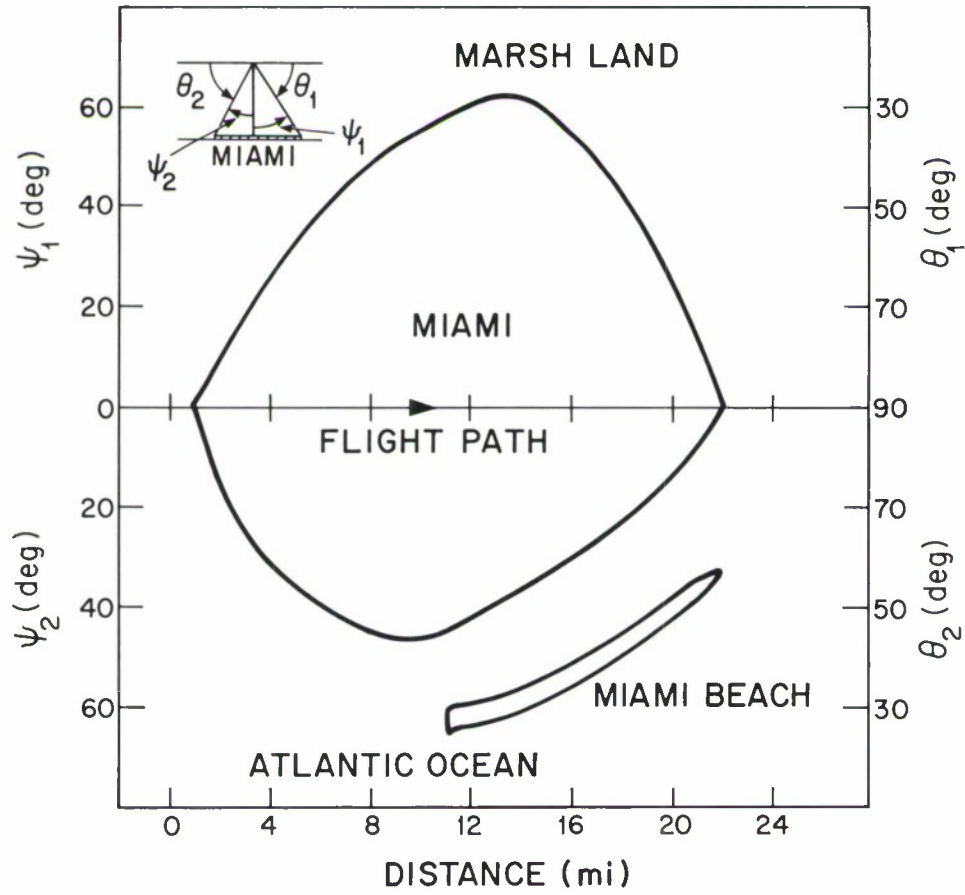 MARSH LAND
θ2 θ1
ψ2 MIAMI ψ1
ψ1 (deg)
60
40
20
0
20
40
60
ψ2 (deg)
MIAMI
FLIGHT PATH
MIAMI BEACH
ATLANTIC OCEAN
30
50
70
90
70
50
30
θ1 (deg)
θ2 (deg)
0 4 8 12 16 20 24
DISTANCE (mi)